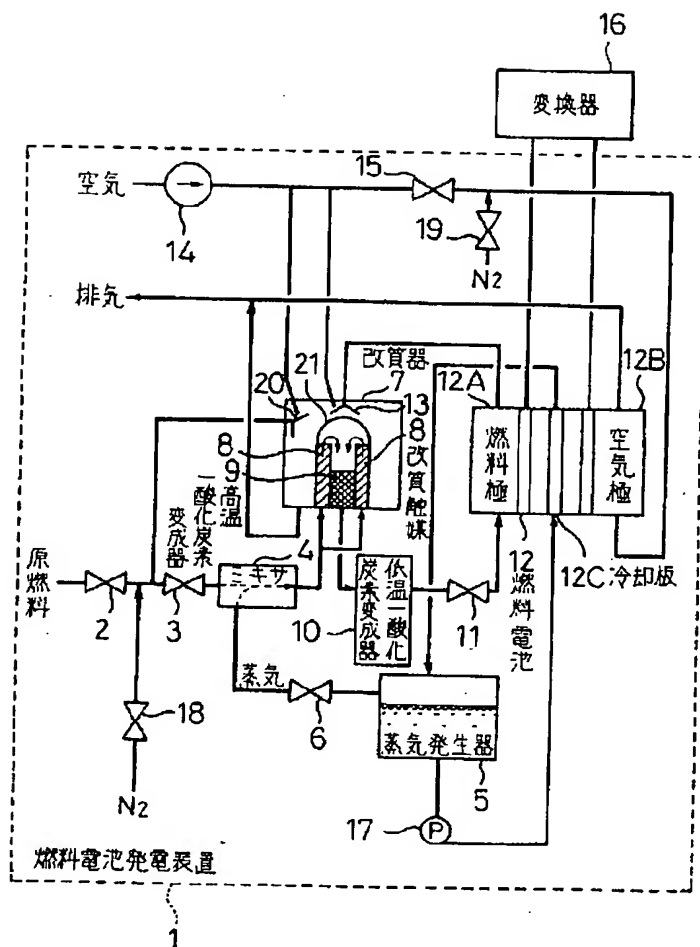 16
変換器
空気
14
15
19
N2
排気
改質器
7
12A
12B
20
21
13
8
9
8
改質触媒
燃料極
空気極
高温
一酸化炭素
変成器
原燃料
2
3
4
ミキサ
10
低温一酸化
炭素変成器
11
12
燃料電池
12C
冷却板
蒸気
6
18
N2
蒸気発生器
5
17
P
燃料電池発電装置
1